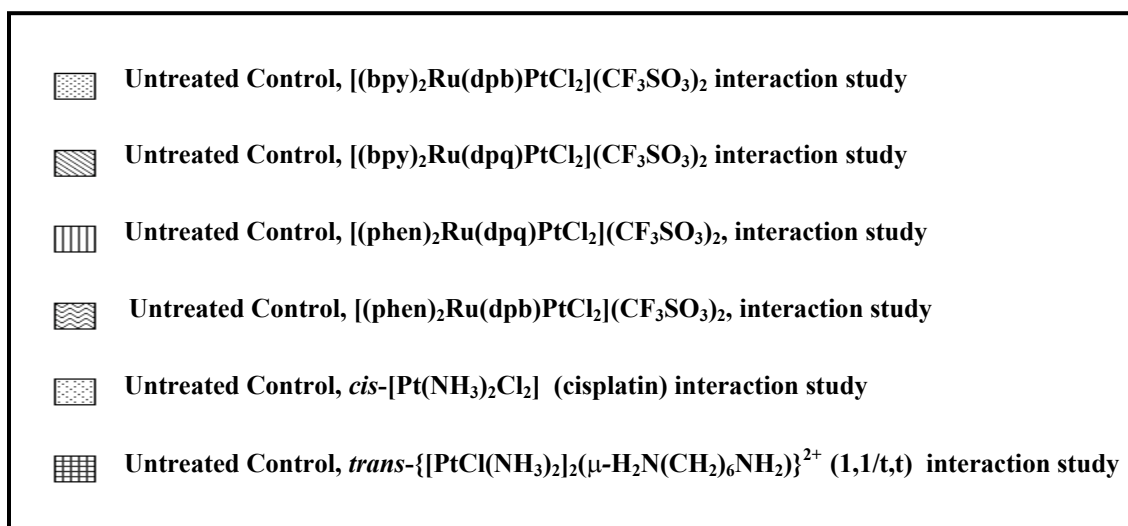 Untreated Control, [(bpy)₂Ru(dpb)PtCl₂](CF₃SO₃)₂ interaction study
Untreated Control, [(bpy)₂Ru(dpq)PtCl₂](CF₃SO₃)₂ interaction study
Untreated Control, [(phen)₂Ru(dpq)PtCl₂](CF₃SO₃)₂, interaction study
Untreated Control, [(phen)₂Ru(dpb)PtCl₂](CF₃SO₃)₂, interaction study
Untreated Control, cis-[Pt(NH₃)₂Cl₂] (cisplatin) interaction study
Untreated Control, trans-{[PtCl(NH₃)₂]₂(μ-H₂N(CH₂)₆NH₂)}²⁺ (1,1/t,t) interaction study